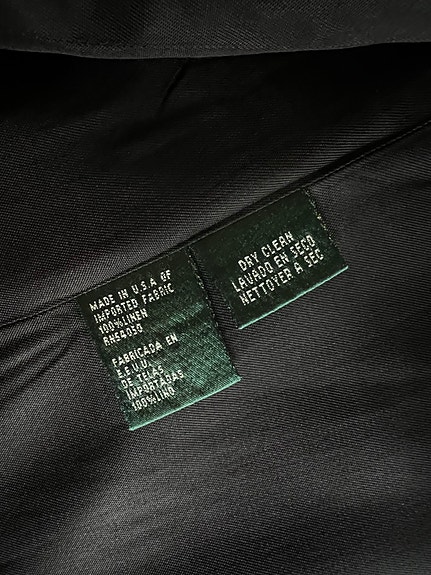 MADE IN U.S.A OF
IMPORTED FABRIC
100%LINEN
RN54050
FABRICADA EN
E.E.U.U.
DE TELAS
IMPORTADAS
100%LINO
DRY CLEAN
LAVADO EN SECO
NETTOYER A SEC